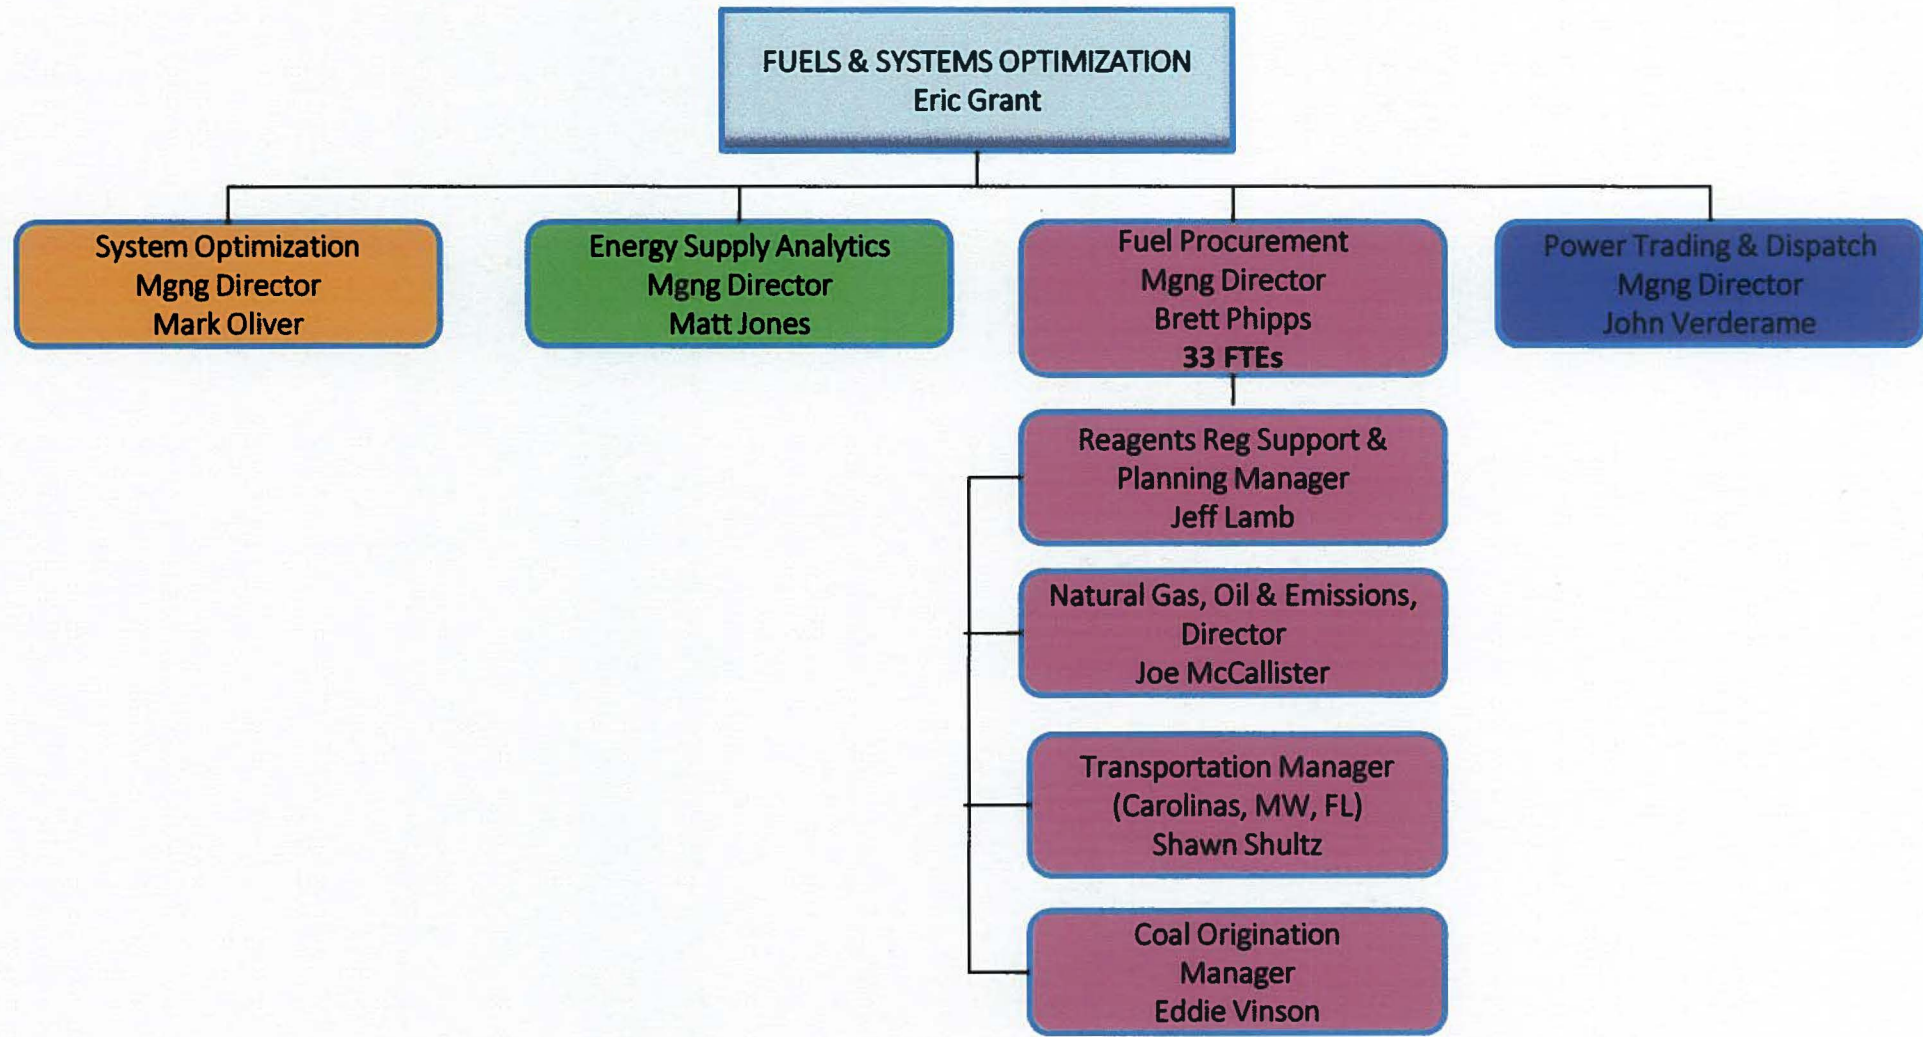 FUELS & SYSTEMS OPTIMIZATION
Eric Grant
System Optimization
Mgng Director
Mark Oliver
Energy Supply Analytics
Mgng Director
Matt Jones
Fuel Procurement
Mgng Director
Brett Phipps
33 FTEs
Power Trading & Dispatch
Mgng Director
John Verderame
Reagents Reg Support &
Planning Manager
Jeff Lamb
Natural Gas, Oil & Emissions,
Director
Joe McCallister
Transportation Manager
(Carolinas, MW, FL)
Shawn Shultz
Coal Origination
Manager
Eddie Vinson